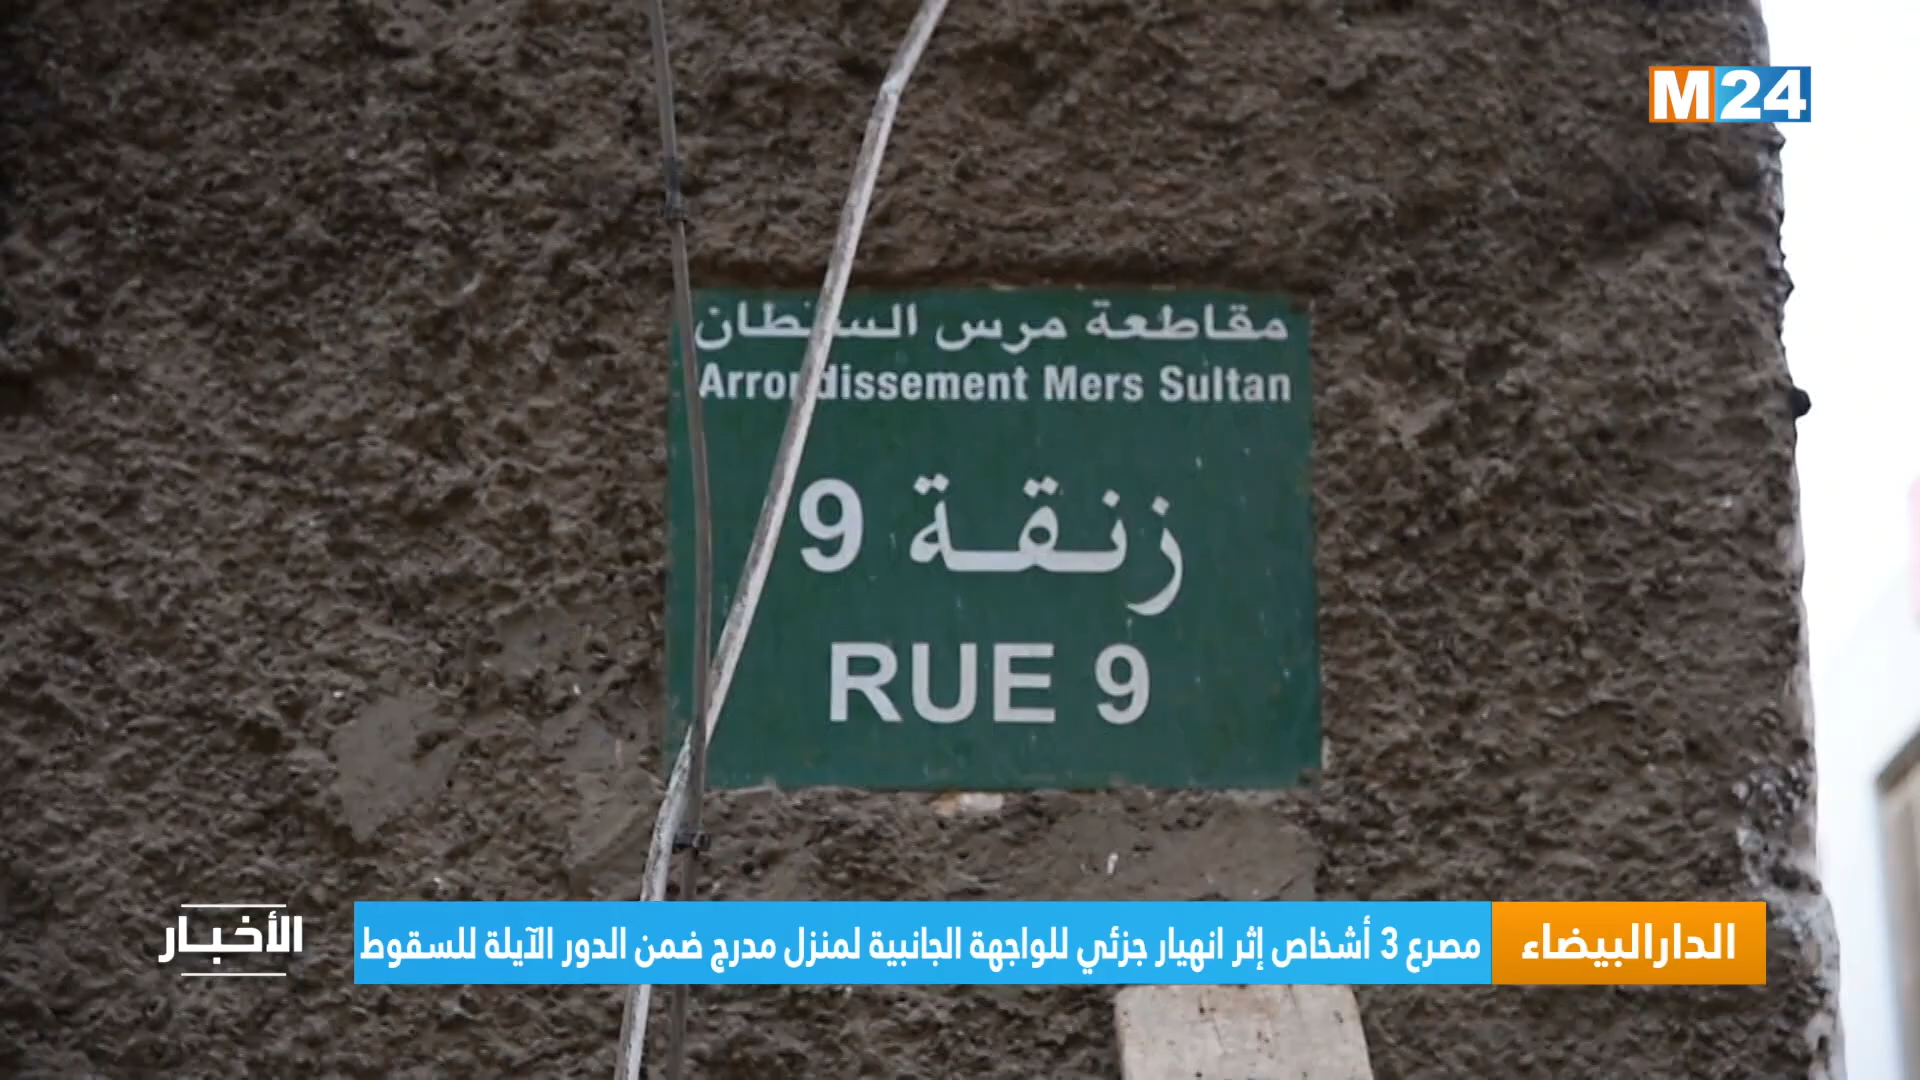 M24
مقاطعة مرس السلطان
Arrondissement Mers Sultan
زنقة 9
RUE 9
الدارالبيضاء
مصرع 3 أشخاص إثر انهيار جزئي للواجهة الجانبية لمنزل مدرج ضمن الدور الآيلة للسقوط
الأخبار